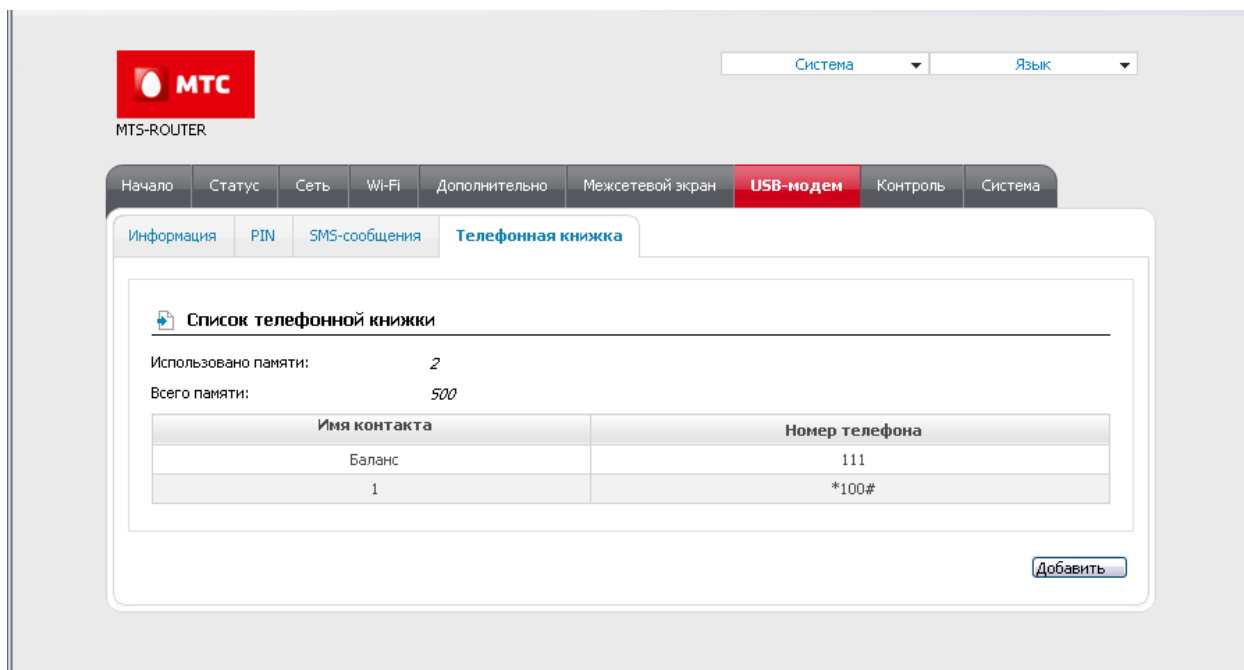 Система Язык
МТС
MTS-ROUTER
Начало Статус Сеть Wi-Fi Дополнительно Межсетевой экран USB-модем Контроль Система
Информация PIN SMS-сообщения Телефонная книжка
Список телефонной книжки
Использовано памяти: 2
Всего памяти: 500
Имя контакта Номер телефона
Баланс 111
1 *100#
Добавить